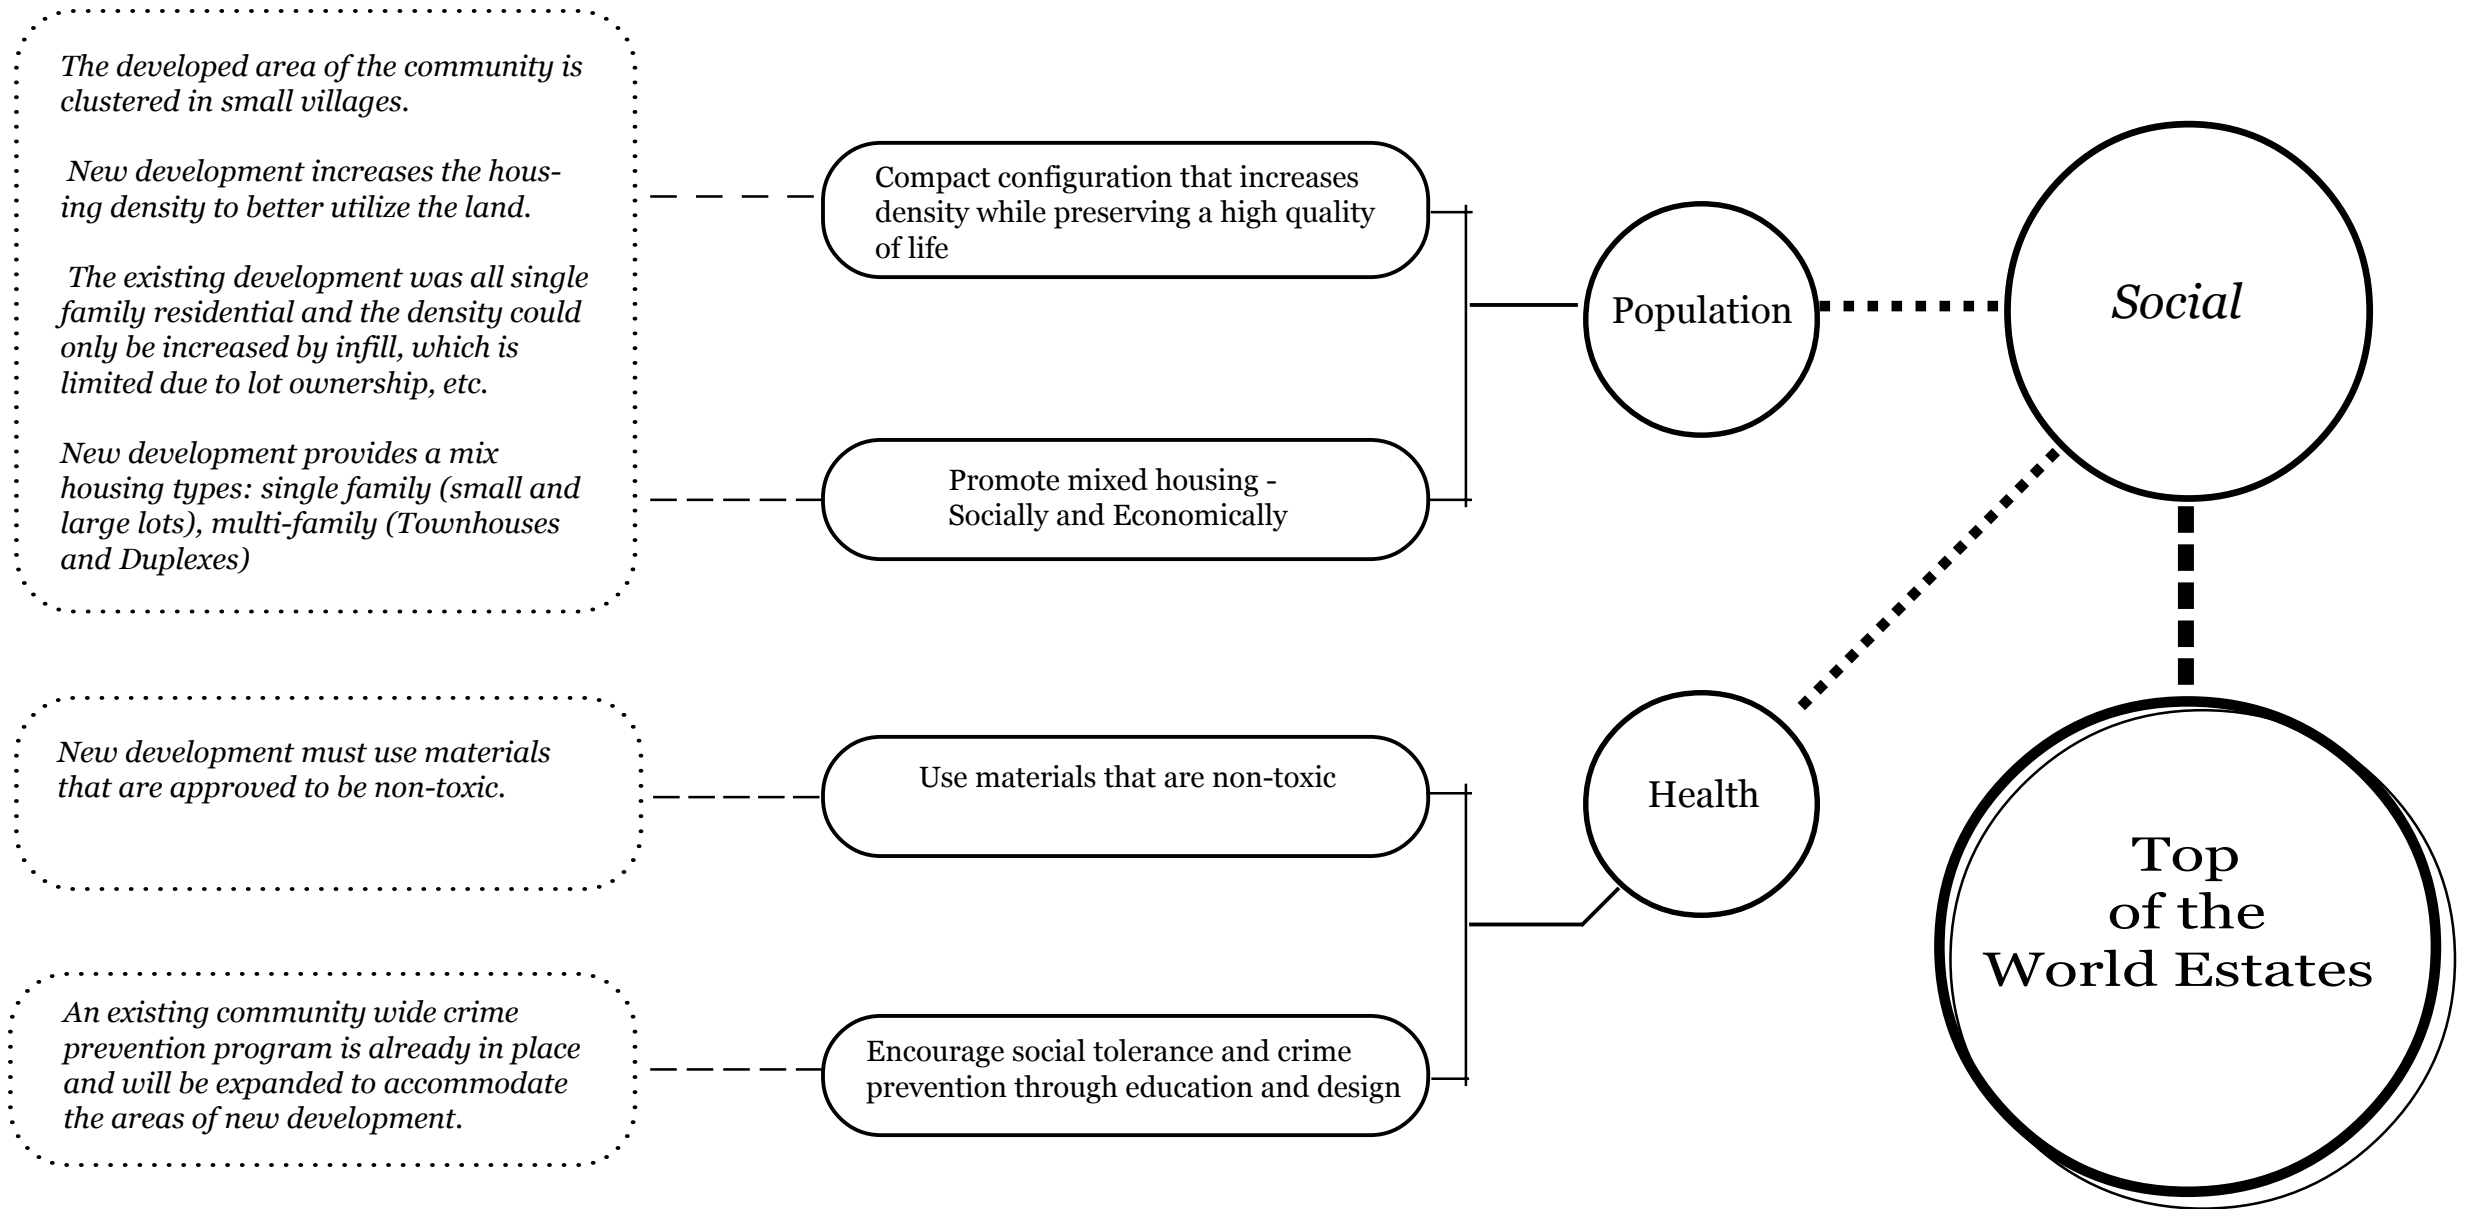 The developed area of the community is
clustered in small villages.
New development increases the hous-
ing density to better utilize the land.
The existing development was all single
family residential and the density could
only be increased by infill, which is
limited due to lot ownership, etc.
New development provides a mix
housing types: single family (small and
large lots), multi-family (Townhouses
and Duplexes)
Compact configuration that increases
density while preserving a high quality
of life
Promote mixed housing -
Socially and Economically
Population
Social
New development must use materials
that are approved to be non-toxic.
Use materials that are non-toxic
Health
An existing community wide crime
prevention program is already in place
and will be expanded to accommodate
the areas of new development.
Encourage social tolerance and crime
prevention through education and design
Top
of the
World Estates